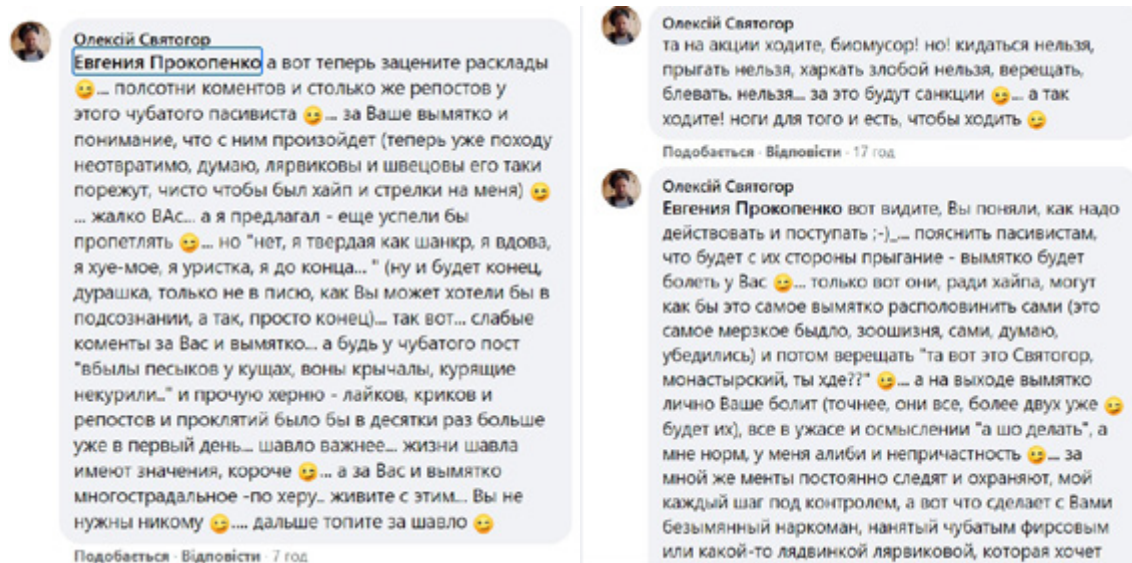 Олексій Святогор
Евгения Прокопенко а вот теперь зацените расклады
😉... полсотни коментов и столько же репостов у
этого чубатого пасивиста 😉... за Ваше вымятко и
понимание, что с ним произойдет (теперь уже походу
неотвратимо, думаю, лярвиковы и швецовы его таки
порежут, чисто чтобы был хайп и стрелки на меня) 😉
... жалко ВАс... а я предлагал - еще успели бы
пропетлять 😉... но "нет, я твердая как шанкр, я вдова,
я хуе-мое, я уристка, я до конца... " (ну и будет конец,
дурашка, только не в писю, как Вы может хотели бы в
подсознании, а так, просто конец)... так вот... слабые
коменты за Вас и вымятко... а будь у чубатого пост
"вбылы песыков у кущах, воны крычалы, курящие
некурили..." и прочую херню - лайков, криков и
репостов и проклятий было бы в десятки раз больше
уже в первый день... шавло важнее... жизни шавла
имеют значения, короче 😉... а за Вас и вымятко
многострадальное -по херу.. живите с этим... Вы не
нужны никому 😉.... дальше топите за шавло 😉
Подобається · Відповісти · 7 год
Олексій Святогор
та на акции ходите, биомусор! но! кидаться нельзя,
прыгать нельзя, харкать злобой нельзя, верещать,
блевать. нельзя... за это будут санкции 😉... а так
ходите! ноги для того и есть, чтобы ходить 😉
Подобається · Відповісти · 17 год
Олексій Святогор
Евгения Прокопенко вот видите, Вы поняли, как надо
действовать и поступать ;-)_... пояснить пасивистам,
что будет с их стороны прыгание - вымятко будет
болеть у Вас 😉... только вот они, ради хайпа, могут
как бы это самое вымятко располовинить сами (это
самое мерзкое быдло, зоошизня, сами, думаю,
убедились) и потом верещать "та вот это Святогор,
монастырский, ты хде??" 😉... а на выходе вымятко
лично Ваше болит (точнее, они все, более двух уже 😉
будет их), все в ужасе и осмыслении "а шо делать", а
мне норм, у меня алиби и непричастность 😉... за
мной же менты постоянно следят и охраняют, мой
каждый шаг под контролем, а вот что сделает с Вами
безымянный наркоман, нанятый чубатым фирсовым
или какой-то лядвинкой лярвиковой, которая хочет